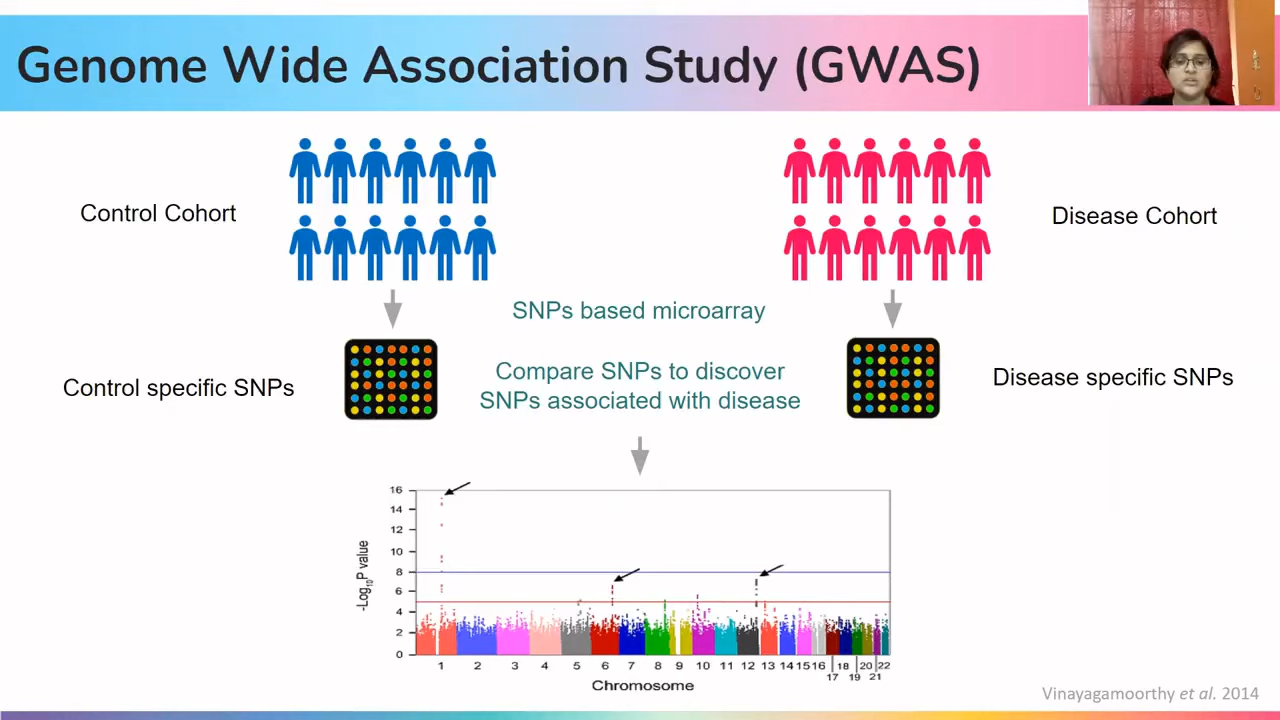 Genome Wide Association Study (GWAS)
Control Cohort
Disease Cohort
SNPs based microarray
Compare SNPs to discover
SNPs associated with disease
Control specific SNPs
Disease specific SNPs
16
14
12
10
8
6
4
2
0
-Log10P value
1 2 3 4 5 6 7 8 9 10 11 12 13 14 15 16 17 18 19 20 21 22
Chromosome
Vinayagamoorthy et al. 2014